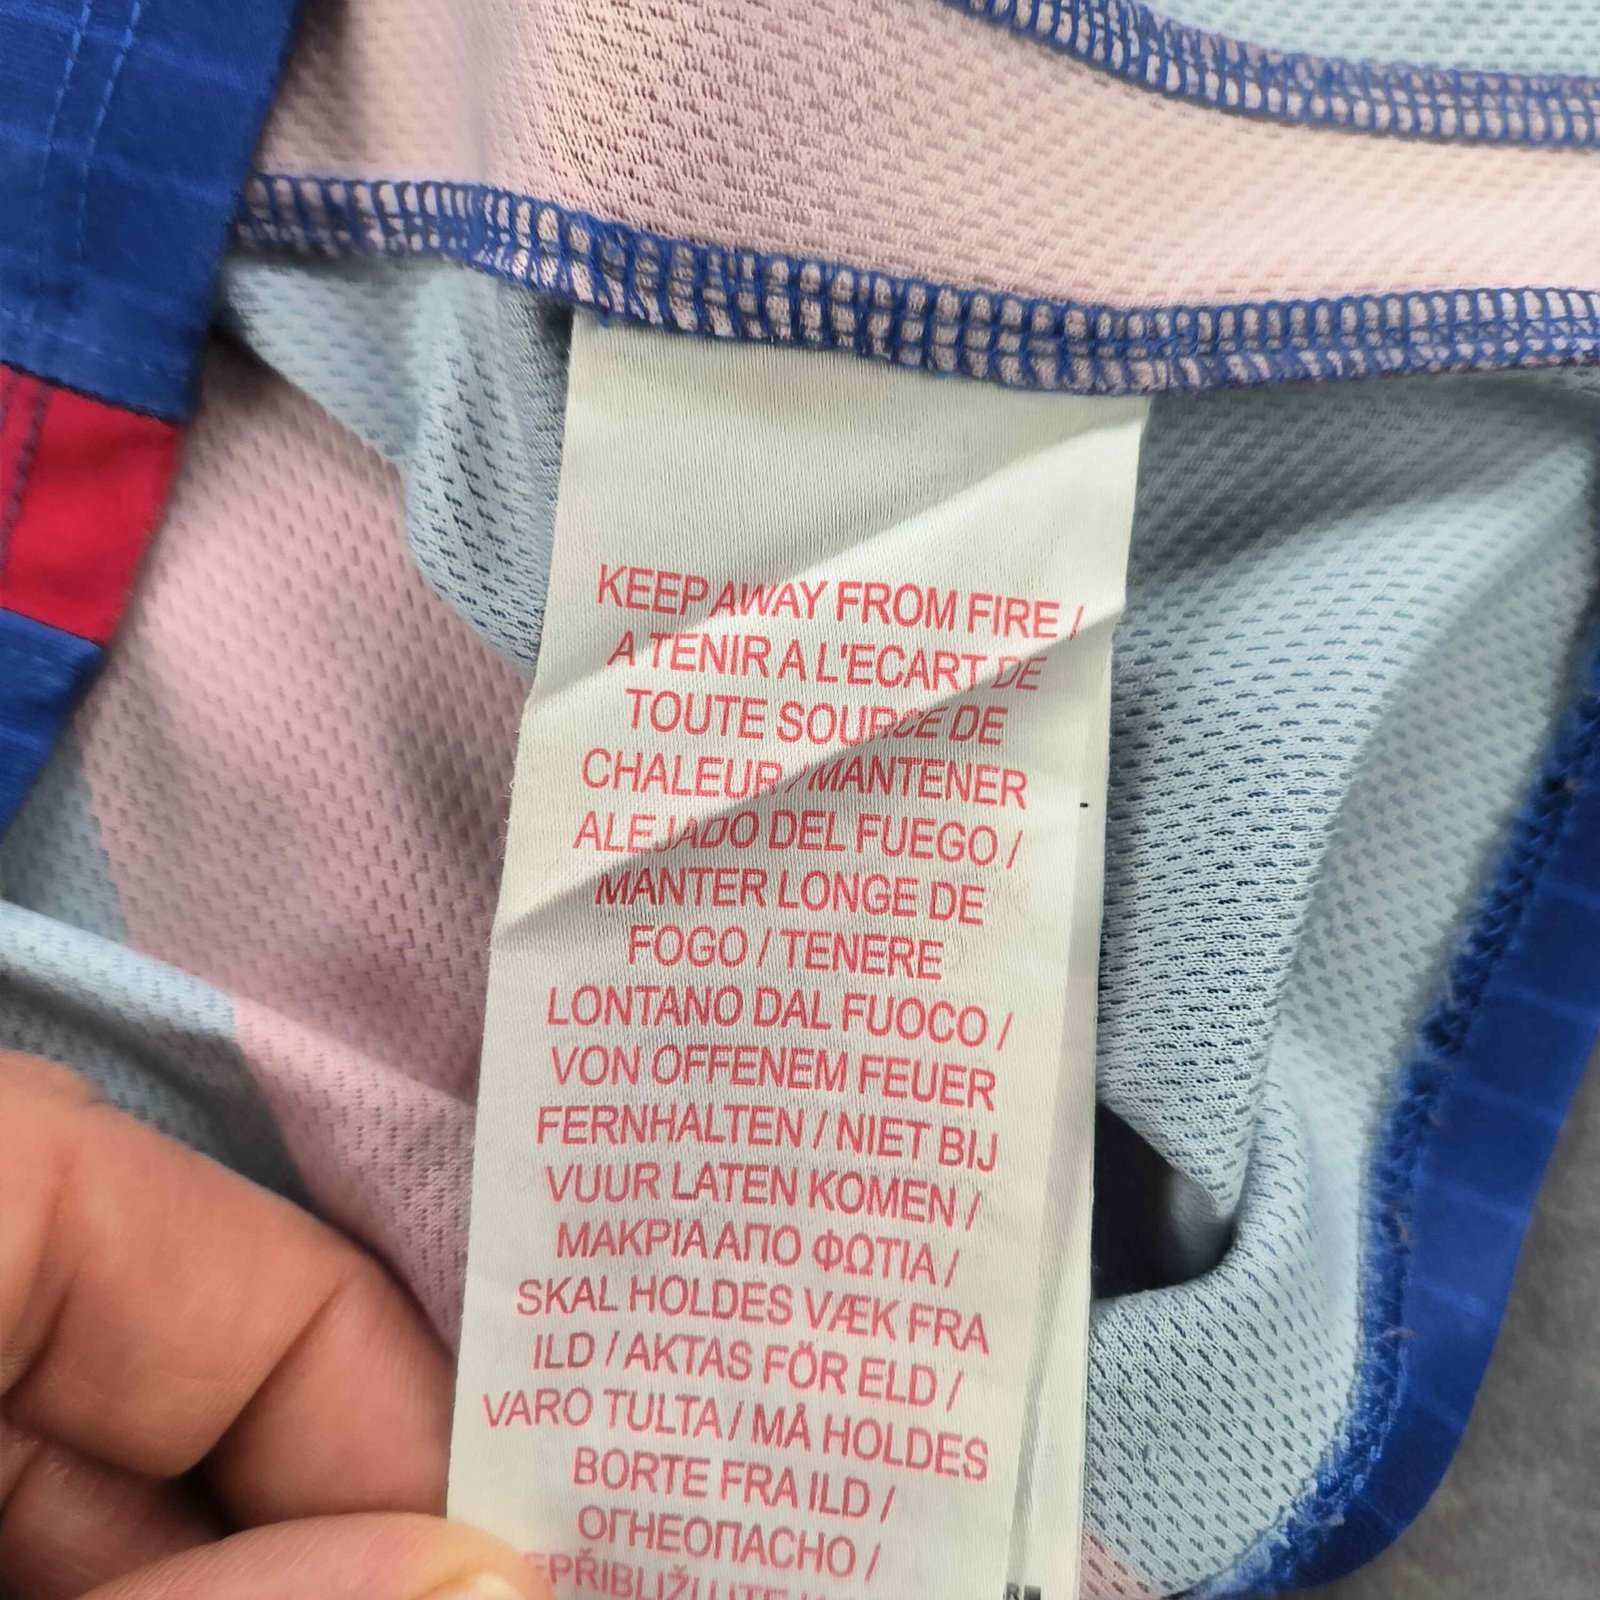 KEEP AWAY FROM FIRE /
A TENIR A L'ECART DE
TOUTE SOURCE DE
CHALEUR / MANTENER
ALEJADO DEL FUEGO /
MANTER LONGE DE
FOGO / TENERE
LONTANO DAL FUOCO /
VON OFFENEM FEUER
FERNHALTEN / NIET BIJ
VUUR LATEN KOMEN /
ΜΑΚΡΙΑ ΑΠΟ ΦΩΤΙΑ /
SKAL HOLDES VÆK FRA
ILD / AKTAS FÖR ELD /
VARO TULTA / MÅ HOLDES
BORTE FRA ILD /
ОГНЕОПАСНО /